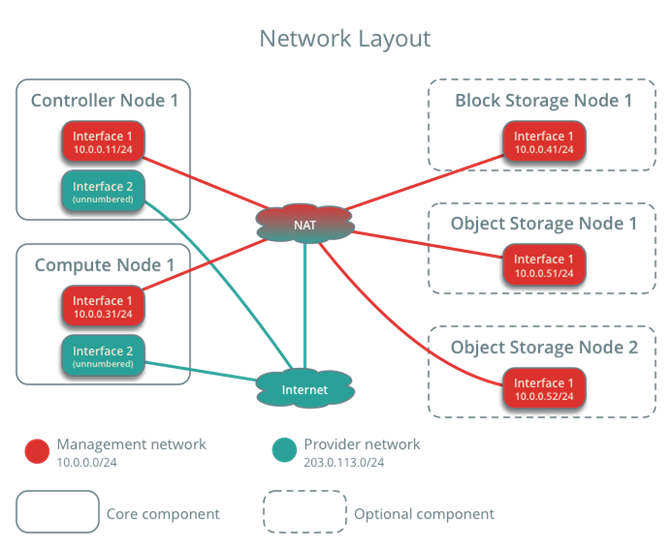 Network Layout
Controller Node 1
Interface 1
10.0.0.11/24
Interface 2
(unnumbered)
Compute Node 1
Interface 1
10.0.0.31/24
Interface 2
(unnumbered)
NAT
Internet
Block Storage Node 1
Interface 1
10.0.0.41/24
Object Storage Node 1
Interface 1
10.0.0.51/24
Object Storage Node 2
Interface 1
10.0.0.52/24
Management network
10.0.0.0/24
Provider network
203.0.113.0/24
Core component
Optional component